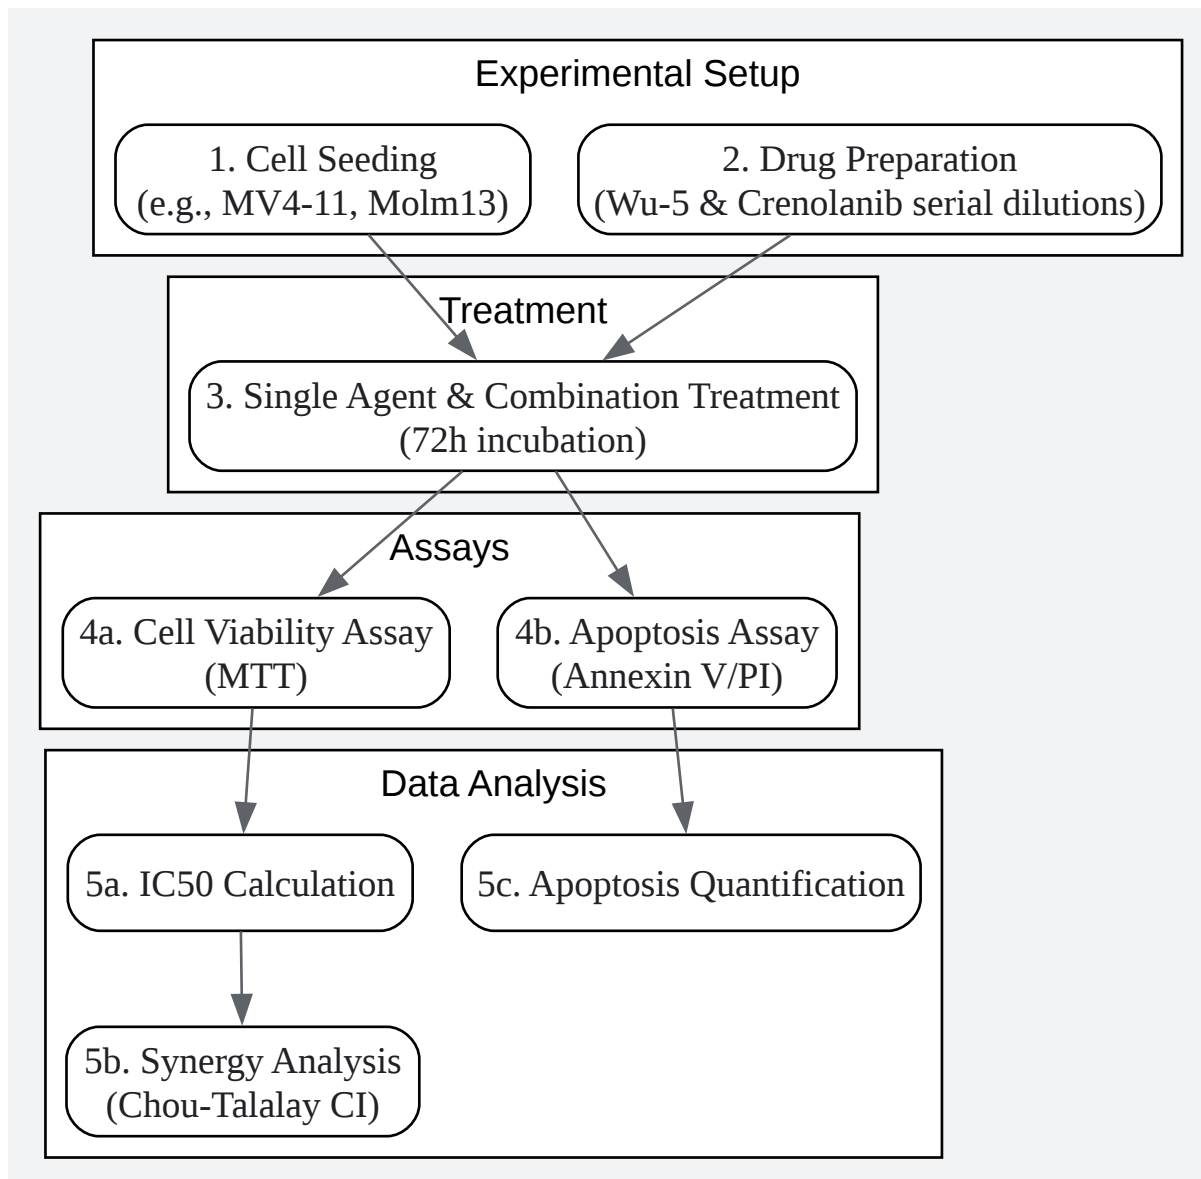 Experimental Setup
1. Cell Seeding
(e.g., MV4-11, Molm13)
2. Drug Preparation
(Wu-5 & Crenolanib serial dilutions)
Treatment
3. Single Agent & Combination Treatment
(72h incubation)
Assays
4a. Cell Viability Assay
(MTT)
4b. Apoptosis Assay
(Annexin V/PI)
Data Analysis
5a. IC50 Calculation
5c. Apoptosis Quantification
5b. Synergy Analysis
(Chou-Talalay CI)